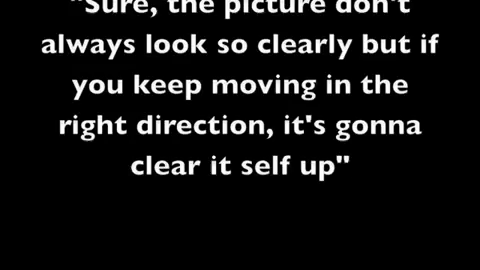 "Sure, the picture don't
always look so clearly but if
you keep moving in the
right direction, it's gonna
clear it self up"